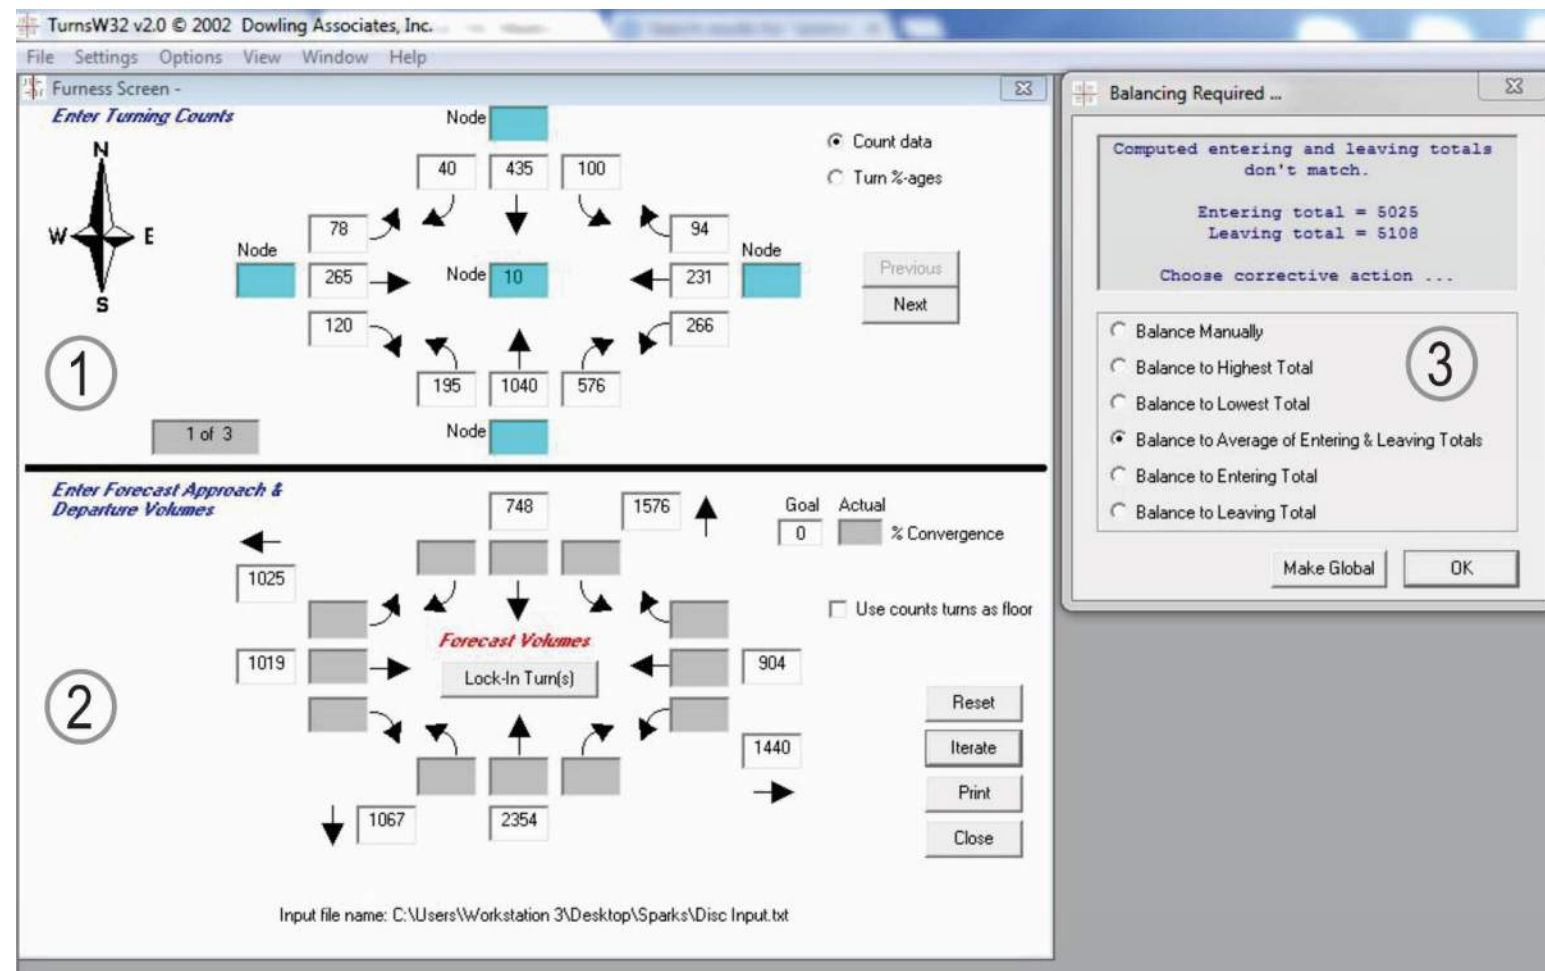 TurnsW32 v2.0 © 2002 Dowling Associates, Inc.
File Settings Options View Window Help
Furness Screen -
Enter Turning Counts
Node
N
W E
S
40 435 100
Count data
Turn %-ages
78 94
Node Node
265 Node 10 231
Previous
Next
120 266
1
195 1040 576
1 of 3
Node
Enter Forecast Approach &
Departure Volumes
748 1576
Goal Actual
0 % Convergence
1025
Use counts turns as floor
Forecast Volumes
1019 Lock-In Turn(s) 904
2
Reset
1440 Iterate
Print
1067 2354
Close
Input file name: C:\Users\Workstation 3\Desktop\Sparks\Disc Input.txt
Balancing Required ...
Computed entering and leaving totals
don't match.
Entering total = 5025
Leaving total = 5108
Choose corrective action ...
Balance Manually
Balance to Highest Total
3
Balance to Lowest Total
Balance to Average of Entering & Leaving Totals
Balance to Entering Total
Balance to Leaving Total
Make Global OK